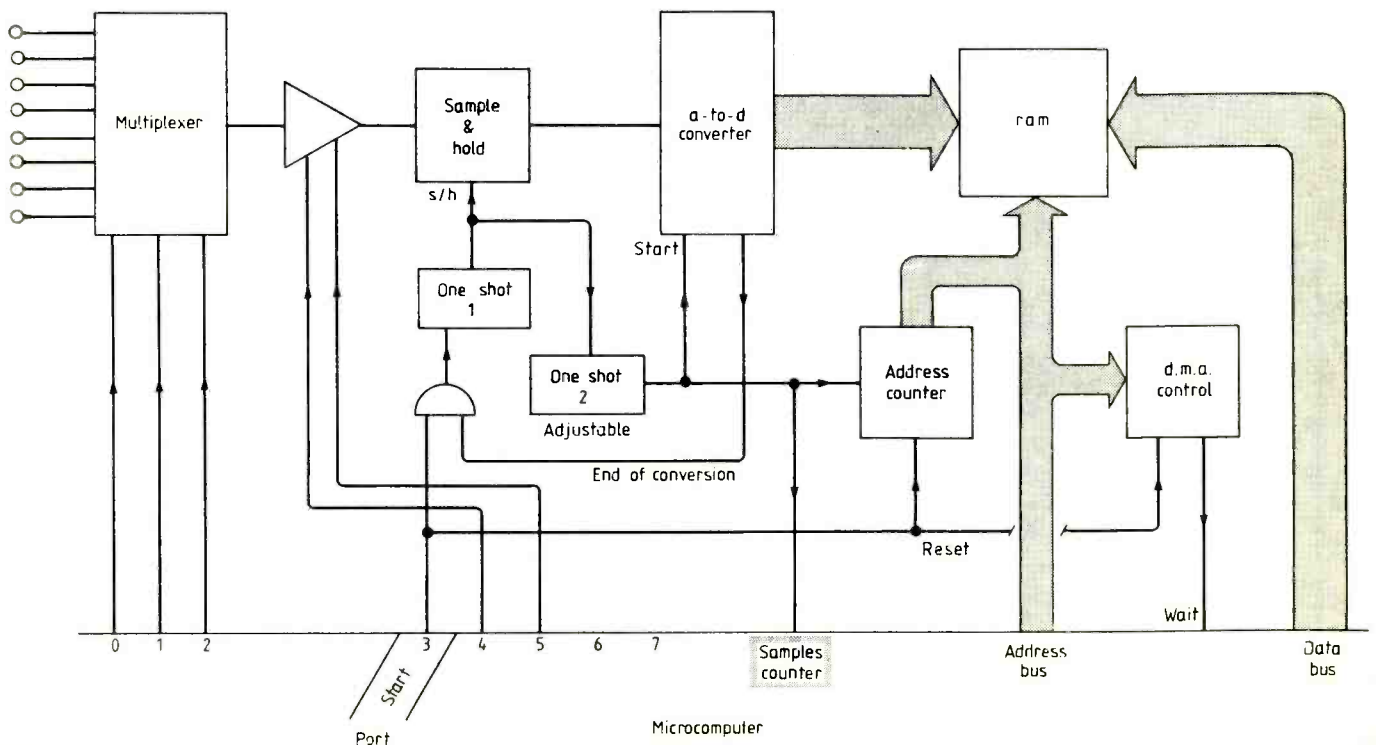 Multiplexer
Sample
&
hold
s/h
a-to-d
converter
ram
Start
One shot
1
One shot
2
Adjustable
Address
counter
d.m.a.
control
End of conversion
Reset
Wait
0 1 2 3 4 5 6 7
Start
Port
Samples
counter
Address
bus
Data
bus
Microcomputer